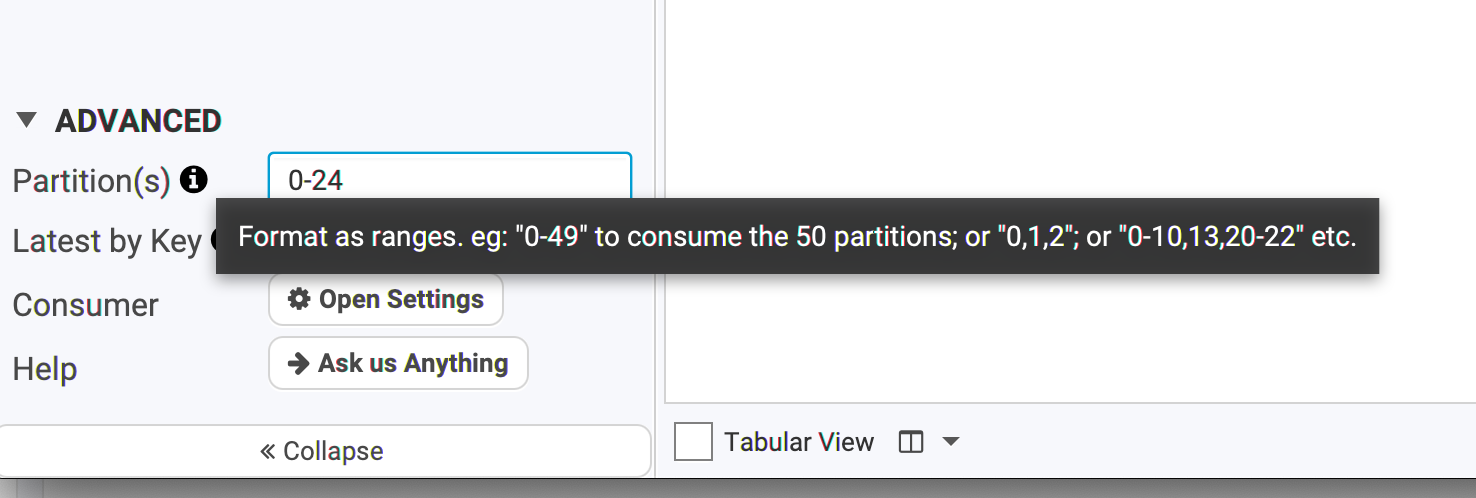 ADVANCED
Partition(s)
0-24
Latest by Key
Format as ranges. eg: "0-49" to consume the 50 partitions; or "0,1,2"; or "0-10,13,20-22" etc.
Consumer
Open Settings
Help
Ask us Anything
« Collapse
Tabular View